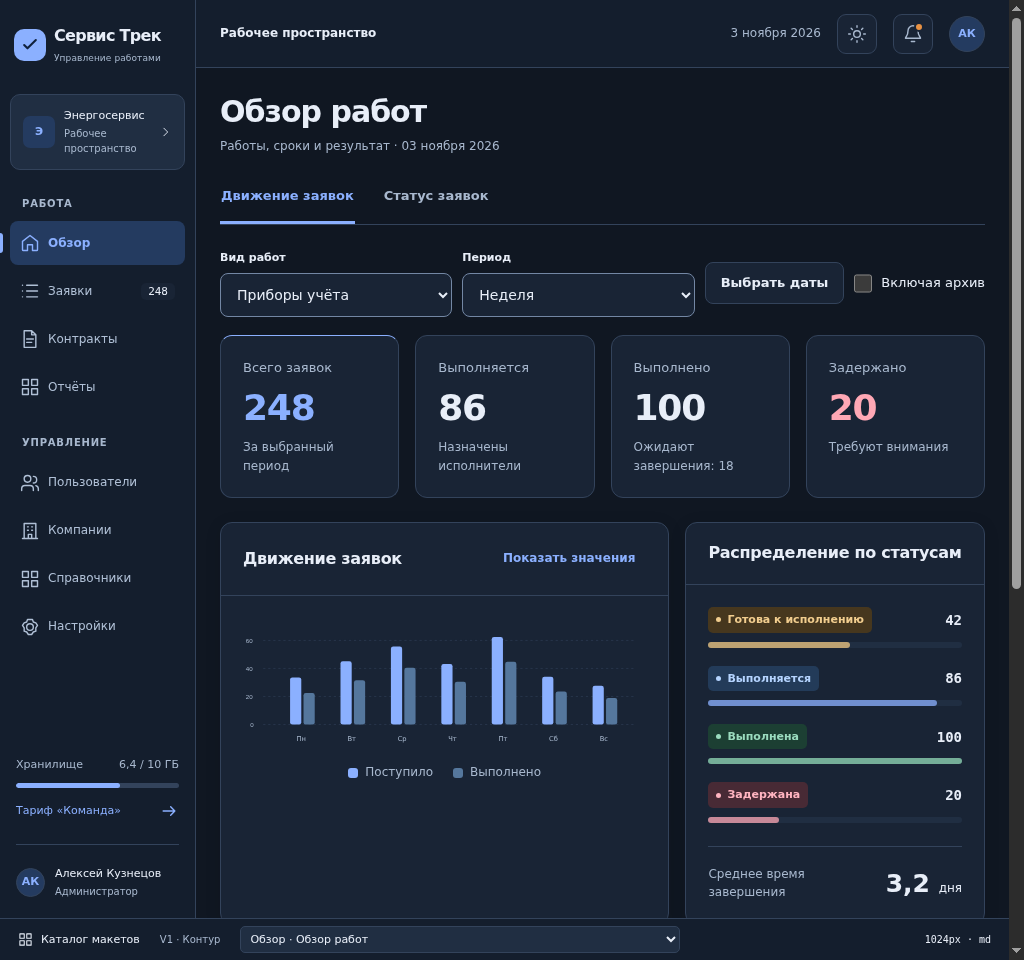 Сервис Трек
Управление работами
Энергосервис
Э
Рабочее
пространство
РАБОТА
Обзор
Заявки 248
Контракты
Отчёты
УПРАВЛЕНИЕ
Пользователи
Компании
Справочники
Настройки
Хранилище 6,4 / 10 ГБ
Тариф «Команда»
АК
Алексей Кузнецов
Администратор
Рабочее пространство
3 ноября 2026
АК
Обзор работ
Работы, сроки и результат · 03 ноября 2026
Движение заявок Статус заявок
Вид работ Период
Приборы учёта Неделя Выбрать даты Включая архив
Всего заявок
248
За выбранный
период
Выполняется
86
Назначены
исполнители
Выполнено
100
Ожидают
завершения: 18
Задержано
20
Требуют внимания
Движение заявок Показать значения
60
40
20
0
Пн Вт Ср Чт Пт Сб Вс
Поступило Выполнено
Распределение по статусам
Готова к исполнению 42
Выполняется 86
Выполнена 100
Задержана 20
Среднее время
завершения
3,2 дня
Каталог макетов V1 · Контур Обзор · Обзор работ 1024px · md